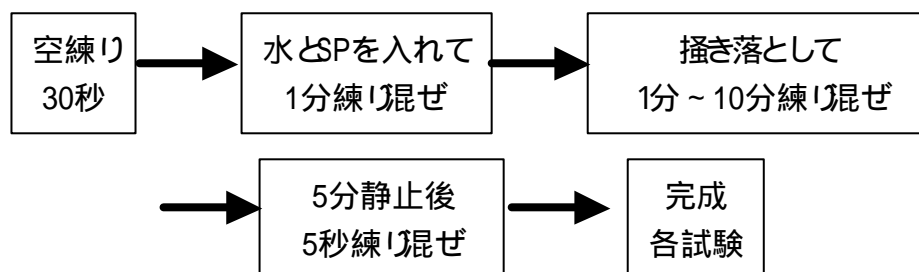 空練り
30秒
水とSPを入れて
1分練り混ぜ
掻き落として
1分~10分練り混ぜ
5分静止後
5秒練り混ぜ
完成
各試験